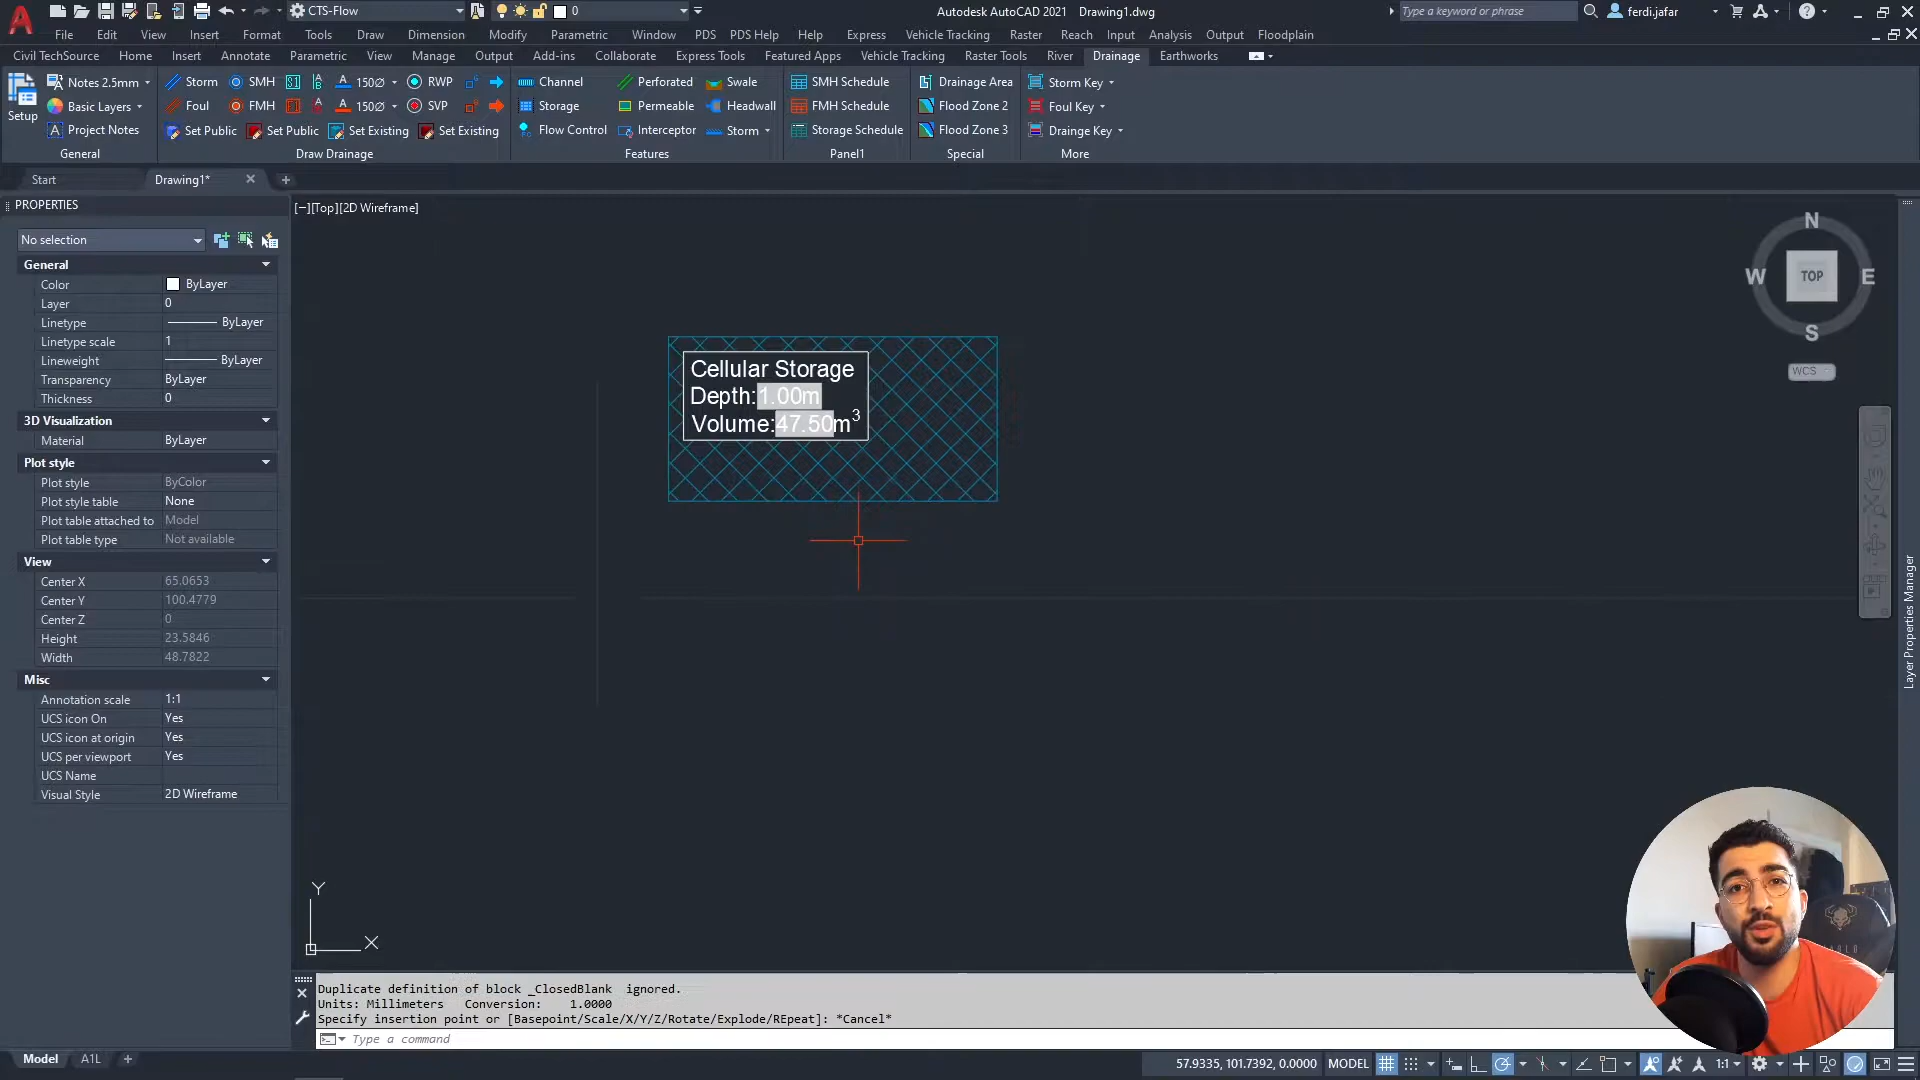 CTS-Flow
0
Autodesk AutoCAD 2021 Drawing1.dwg
Type a keyword or phrase
ferdi.jafar
File Edit View Insert Format Tools Draw Dimension Modify Parametric Window PDS PDS Help Help Express Vehicle Tracking Raster Reach Input Analysis Output Floodplain
Civil TechSource Home Insert Annotate Parametric View Manage Output Add-ins Collaborate Express Tools Featured Apps Vehicle Tracking Raster Tools River Drainage Earthworks
Notes 2.5mm Storm SMH 150∅ RWP Channel Perforated Swale SMH Schedule Drainage Area Storm Key
Setup Basic Layers Foul FMH 150∅ SVP Storage Permeable Headwall FMH Schedule Flood Zone 2 Foul Key
Project Notes Set Public Set Public Set Existing Set Existing Flow Control Interceptor Storm Storage Schedule Flood Zone 3 Drainge Key
General Draw Drainage Features Panel1 Special More
Start Drawing1*
PROPERTIES
No selection
General
Color ByLayer
Layer 0
Linetype ByLayer
Linetype scale 1
Lineweight ByLayer
Transparency ByLayer
Thickness 0
3D Visualization
Material ByLayer
Plot style
Plot style ByColor
Plot style table None
Plot table attached to Model
Plot table type Not available
View
Center X 65.0653
Center Y 100.4779
Center Z 0
Height 23.5846
Width 48.7822
Misc
Annotation scale 1:1
UCS icon On Yes
UCS icon at origin Yes
UCS per viewport Yes
UCS Name
Visual Style 2D Wireframe
[−][Top][2D Wireframe]
Cellular Storage
Depth:1.00m
Volume:47.50m³
N
W TOP E
S
WCS
Layer Properties Manager
Y
X
Duplicate definition of block _ClosedBlank ignored.
Units: Millimeters Conversion: 1.0000
Specify insertion point or [Basepoint/Scale/X/Y/Z/Rotate/Explode/REpeat]: *Cancel*
Type a command
Model A1L
57.9335, 101.7392, 0.0000 MODEL 1:1